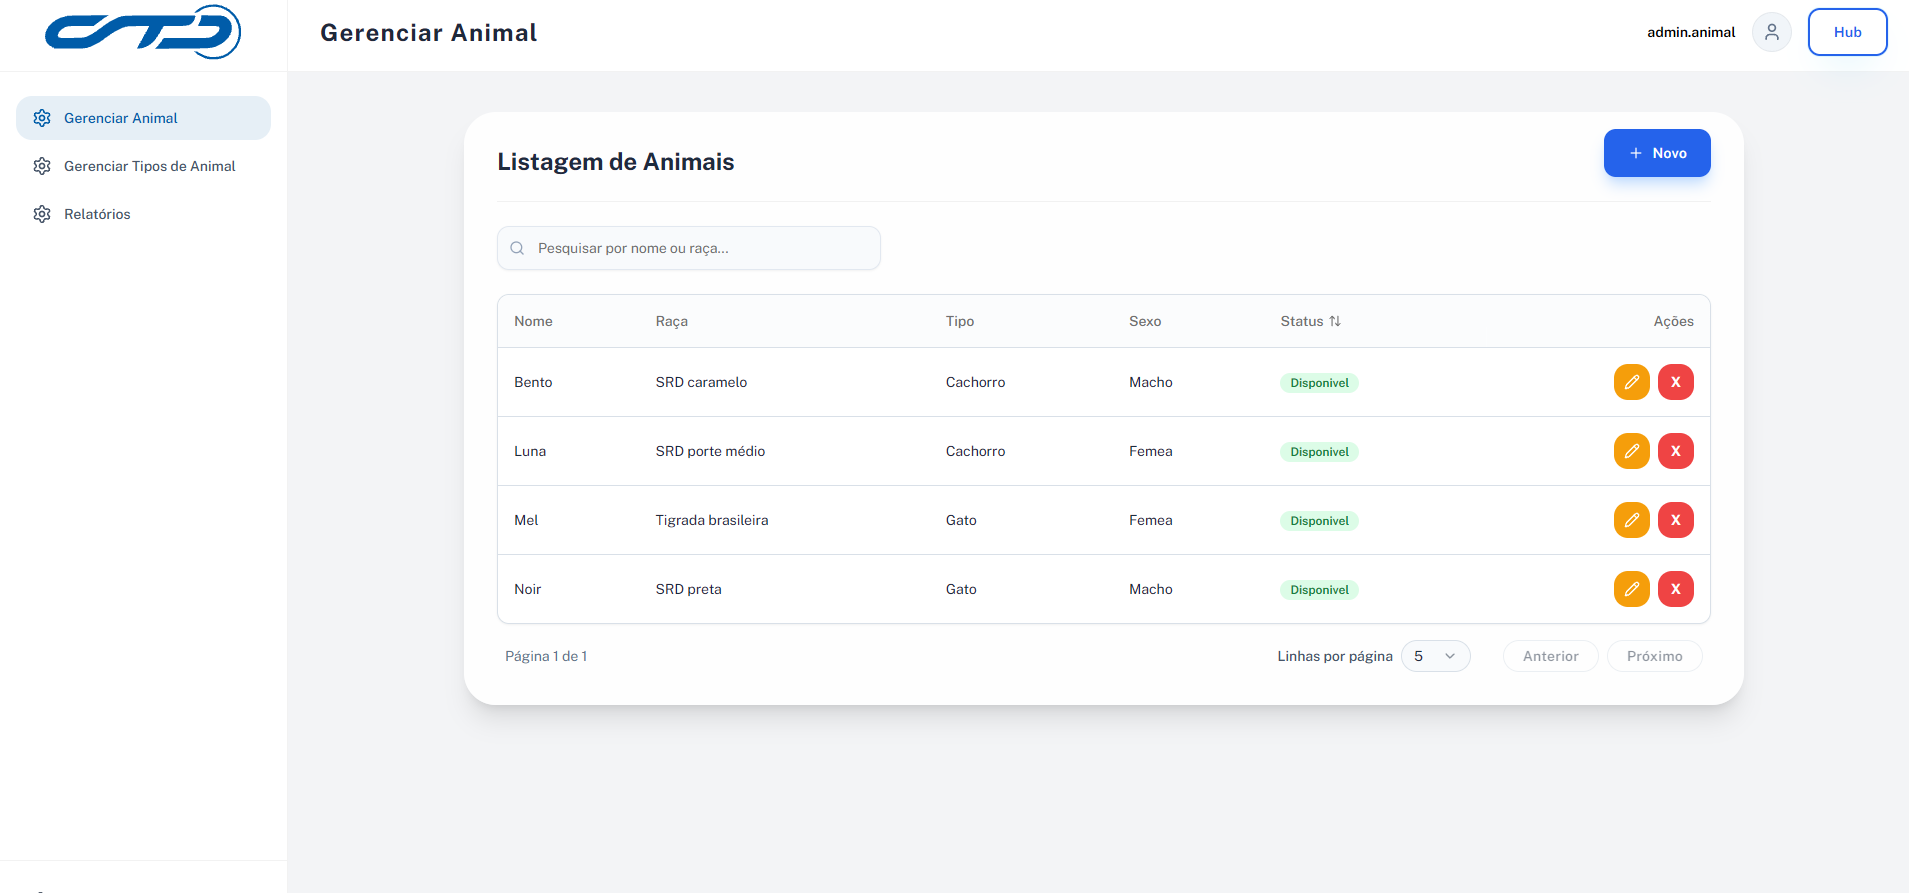 Gerenciar Animal
admin.animal
Hub
Gerenciar Animal
Gerenciar Tipos de Animal
Relatórios
Listagem de Animais
+ Novo
Pesquisar por nome ou raça...
Nome Raça Tipo Sexo Status Ações
Bento SRD caramelo Cachorro Macho Disponivel X
Luna SRD porte médio Cachorro Femea Disponivel X
Mel Tigrada brasileira Gato Femea Disponivel X
Noir SRD preta Gato Macho Disponivel X
Página 1 de 1 Linhas por página 5 Anterior Próximo